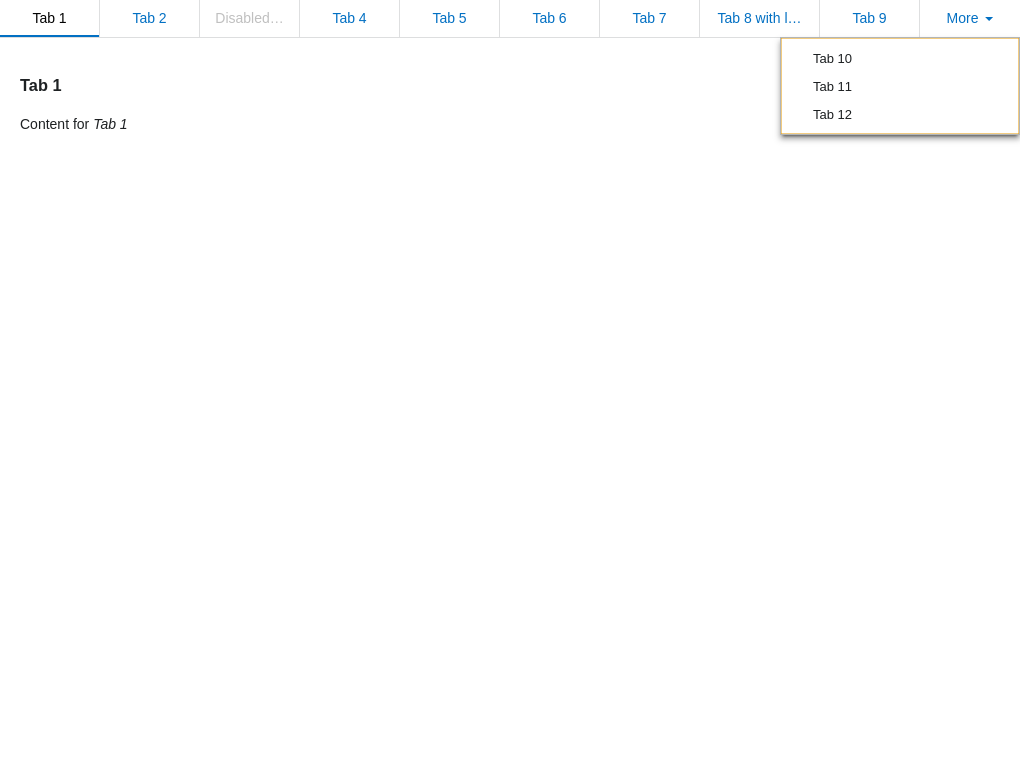 Tab 1 Tab 2 Disabled… Tab 4 Tab 5 Tab 6 Tab 7 Tab 8 with l… Tab 9 More
Tab 10
Tab 11
Tab 12
Tab 1
Content for Tab 1